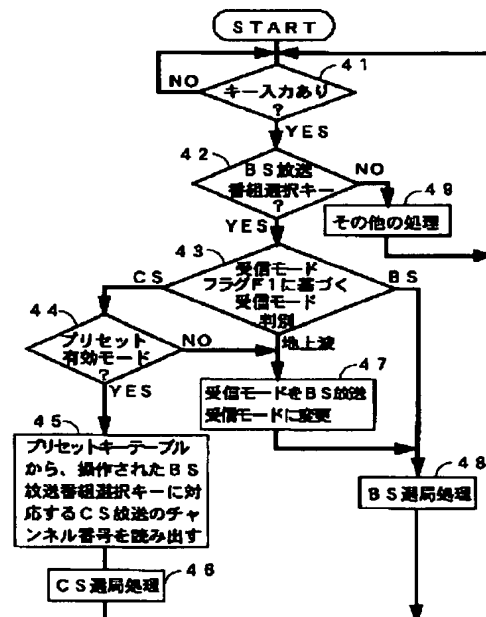 START
41
NO
キー入力あり
?
YES
42
BS放送
番組選択キー
?
NO
49
その他の処理
YES
43
CS
受信モード
フラグF1に基づく
受信モード
判別
BS
44
プリセット
有効モード
?
NO
地上波
47
受信モードをBS放送
受信モードに変更
YES
45
プリセットキーテーブル
から、操作されたBS
放送番組選択キーに対
応するCS放送のチャ
ンネル番号を読み出す
48
BS選局処理
46
CS選局処理